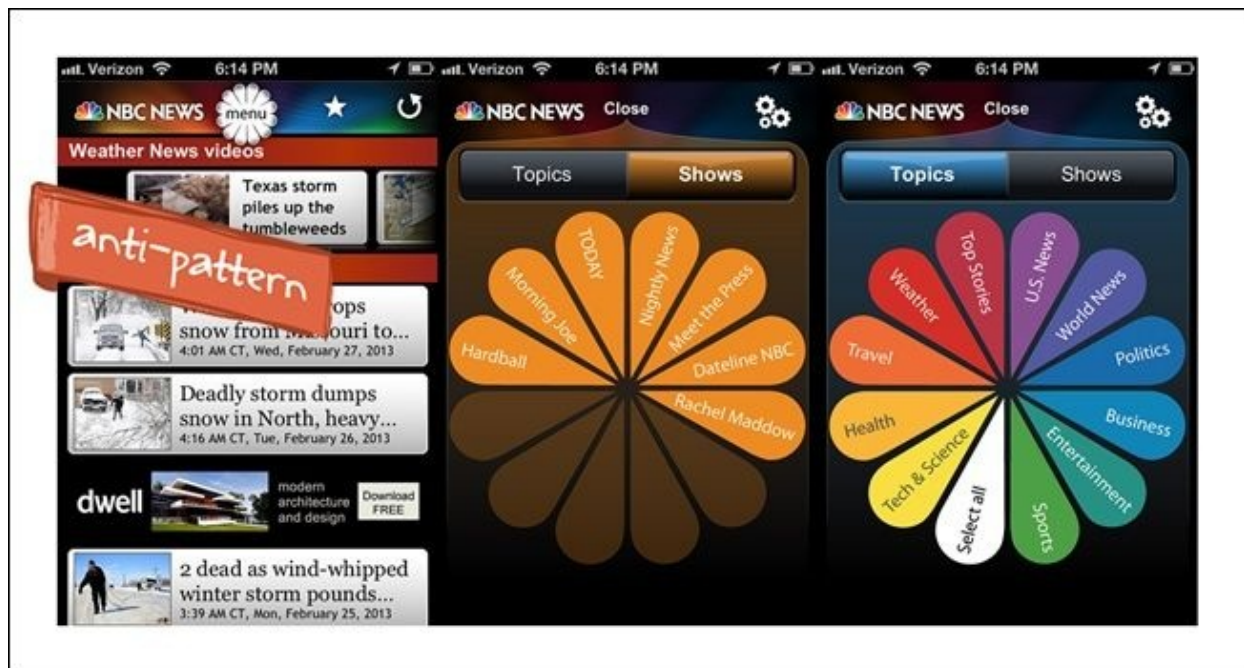 Verizon 6:14 PM
NBC NEWS menu
Weather News videos
Texas storm
piles up the
tumbleweeds
anti-pattern
ops
snow from Missouri to...
4:01 AM CT, Wed, February 27, 2013
Deadly storm dumps
snow in North, heavy...
4:16 AM CT, Tue, February 26, 2013
dwell
modern
architecture
and design
Download
FREE
2 dead as wind-whipped
winter storm pounds...
3:39 AM CT, Mon, February 25, 2013
Verizon 6:14 PM
NBC NEWS Close
Topics Shows
Hardball
Morning Joe
TODAY
Nightly News
Meet the Press
Dateline NBC
Rachel Maddow
Verizon 6:14 PM
NBC NEWS Close
Topics Shows
Top Stories
U.S. News
World News
Politics
Business
Entertainment
Sports
Select all
Tech & Science
Health
Travel
Weather